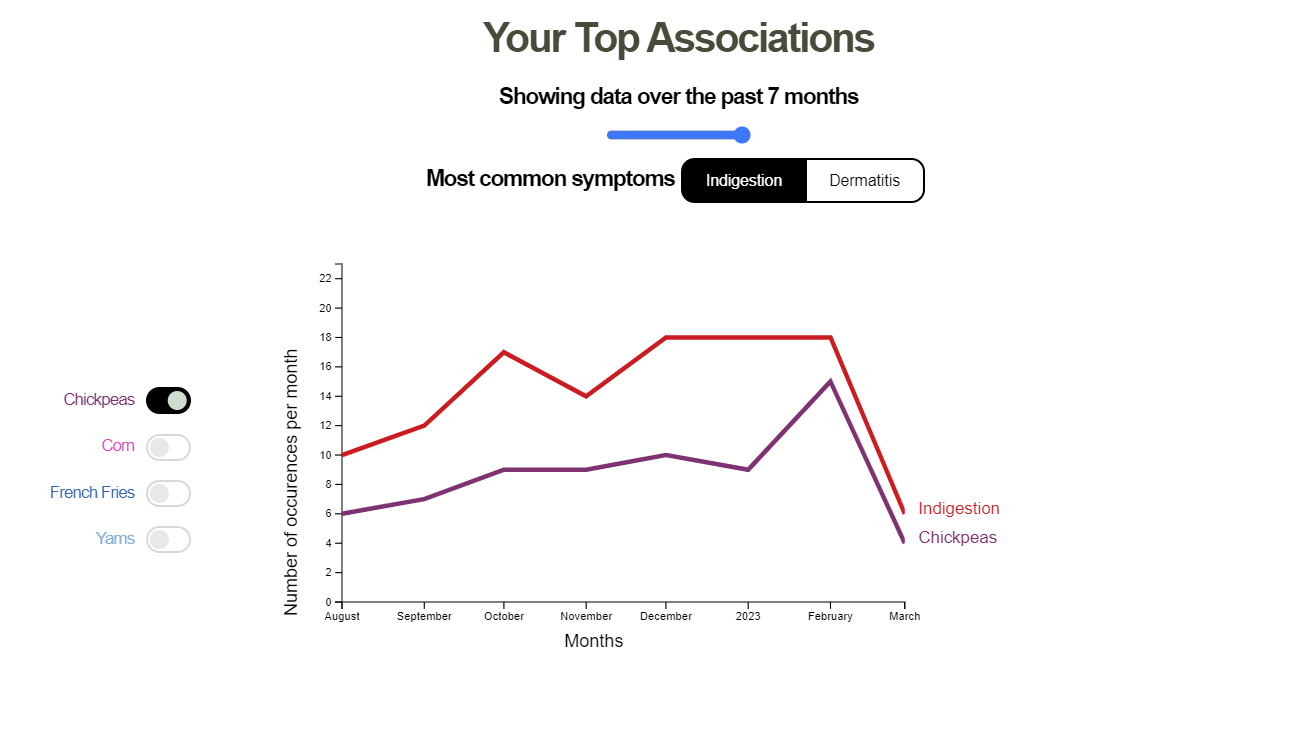 Your Top Associations
Showing data over the past 7 months
Most common symptoms Indigestion Dermatitis
Chickpeas
Corn
French Fries
Yams
Number of occurences per month
22
20
18
16
14
12
10
8
6
4
2
0
Indigestion
Chickpeas
August September October November December 2023 February March
Months